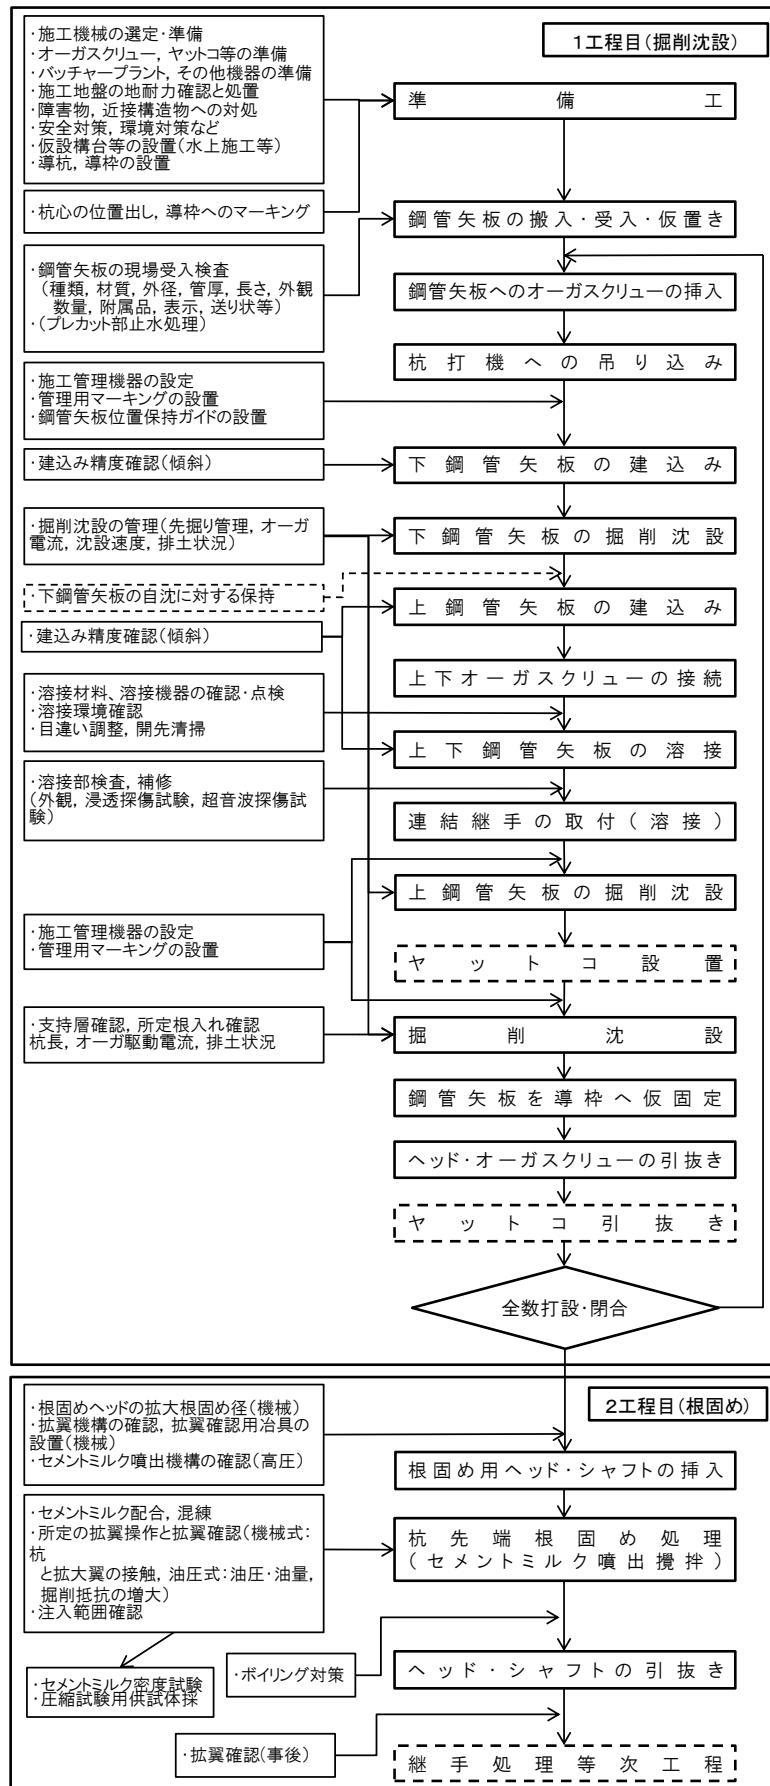 1工程目(掘削沈設)
・施工機械の選定・準備
・オーガスクリュー, ヤットコ等の準備
・バッチャープラント, その他機器の準備
・施工地盤の地耐力確認と処置
・障害物, 近接構造物への対処
・安全対策, 環境対策など
・仮設構台等の設置(水上施工等)
・導杭, 導枠の設置
準備工
・杭心の位置出し, 導枠へのマーキング
鋼管矢板の搬入・受入・仮置き
・鋼管矢板の現場受入検査
(種類, 材質, 外径, 管厚, 長さ, 外観
数量, 附属品, 表示, 送り状等)
・(プレカット部止水処理)
鋼管矢板へのオーガスクリューの挿入
杭打機への吊り込み
・施工管理機器の設定
・管理用マーキングの設置
・鋼管矢板位置保持ガイドの設置
・建込み精度確認(傾斜)
下鋼管矢板の建込み
・掘削沈設の管理(先掘り管理, オーガ
電流, 沈設速度, 排土状況)
下鋼管矢板の掘削沈設
・下鋼管矢板の自沈に対する保持
上鋼管矢板の建込み
・建込み精度確認(傾斜)
上下オーガスクリューの接続
・溶接材料、溶接機器の確認・点検
・溶接環境確認
・目違い調整, 開先清掃
上下鋼管矢板の溶接
・溶接部検査, 補修
(外観, 浸透探傷試験, 超音波探傷試
験)
連結継手の取付(溶接)
上鋼管矢板の掘削沈設
・施工管理機器の設定
・管理用マーキングの設置
ヤットコ設置
・支持層確認, 所定根入れ確認
杭長, オーガ駆動電流, 排土状況
掘削沈設
鋼管矢板を導枠へ仮固定
ヘッド・オーガスクリューの引抜き
ヤットコ引抜き
全数打設・閉合
2工程目(根固め)
・根固めヘッドの拡大根固め径(機械)
・拡翼機構の確認, 拡翼確認用冶具の
設置(機械)
・セメントミルク噴出機構の確認(高圧)
根固め用ヘッド・シャフトの挿入
・セメントミルク配合, 混練
・所定の拡翼操作と拡翼確認(機械式:
杭
と拡大翼の接触, 油圧式:油圧・油量,
掘削抵抗の増大)
・注入範囲確認
杭先端根固め処理
(セメントミルク噴出攪拌)
・セメントミルク密度試験
・圧縮試験用供試体採
・ボイリング対策
ヘッド・シャフトの引抜き
・拡翼確認(事後)
継手処理等次工程